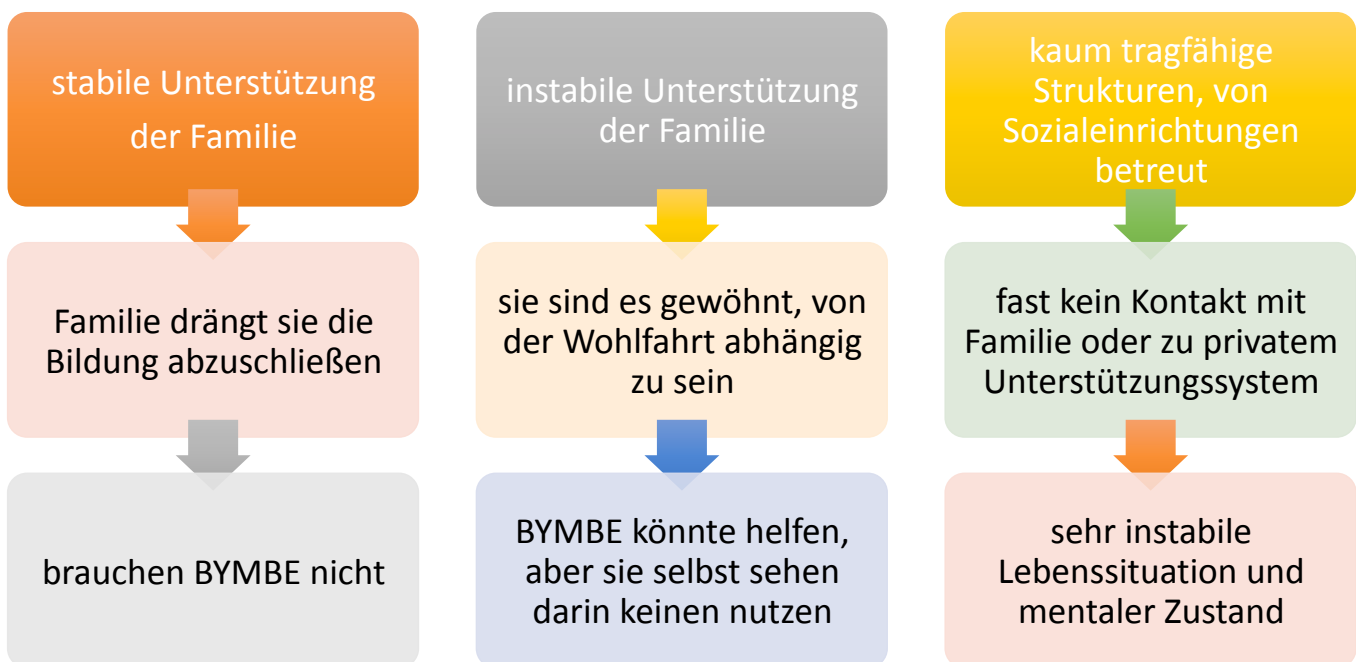 stabile Unterstützung
der Familie
Familie drängt sie die
Bildung abzuschließen
brauchen BYMBE nicht
instabile Unterstützung
der Familie
sie sind es gewöhnt, von
der Wohlfahrt abhängig
zu sein
BYMBE könnte helfen,
aber sie selbst sehen
darin keinen nutzen
kaum tragfähige
Strukturen, von
Sozialeinrichtungen
betreut
fast kein Kontakt mit
Familie oder zu privatem
Unterstützungssystem
sehr instabile
Lebenssituation und
mentaler Zustand